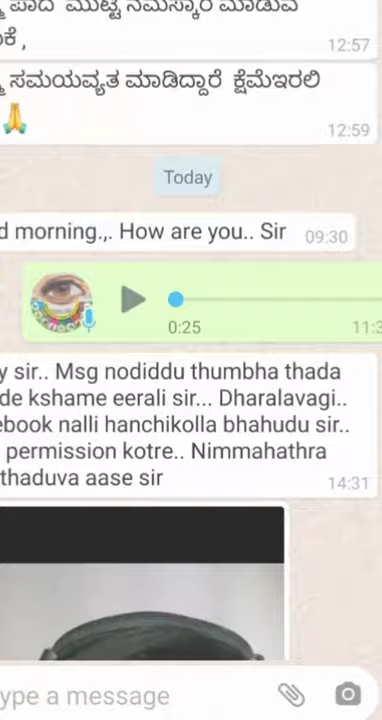 ಪಾದ ಮುಟ್ಟಿ ನಮಸ್ಕಾರ ಮಾಡುವ
12:57
ಸಮಯವ್ಯತ ಮಾಡಿದ್ದಾರೆ ಕ್ಷೆಮೆಇರಲಿ
🙏
12:59
Today
d morning.,. How are you.. Sir 09:30
0:25 11:3
y sir.. Msg nodiddu thumbha thada
de kshame eerali sir... Dharalavagi..
ebook nalli hanchikolla bhahudu sir..
permission kotre.. Nimmahathra
thaduva aase sir 14:31
ype a message